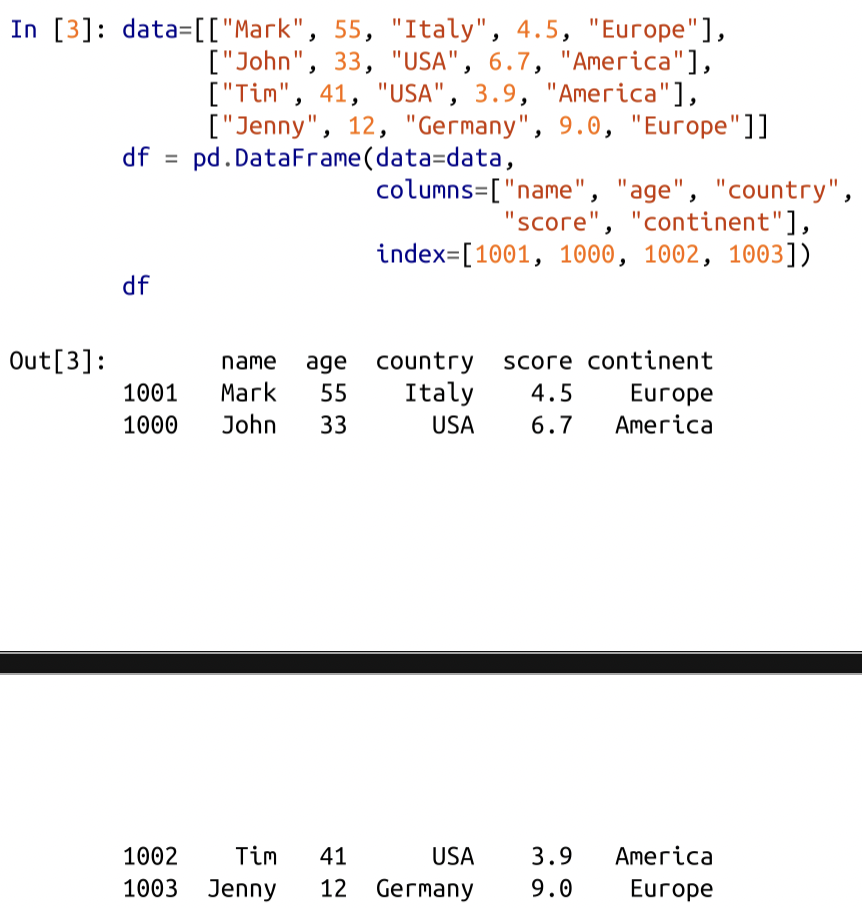 In [3]: data=[["Mark", 55, "Italy", 4.5, "Europe"],
["John", 33, "USA", 6.7, "America"],
["Tim", 41, "USA", 3.9, "America"],
["Jenny", 12, "Germany", 9.0, "Europe"]]
df = pd.DataFrame(data=data,
columns=["name", "age", "country",
"score", "continent"],
index=[1001, 1000, 1002, 1003])
df
Out[3]: name age country score continent
1001 Mark 55 Italy 4.5 Europe
1000 John 33 USA 6.7 America
1002 Tim 41 USA 3.9 America
1003 Jenny 12 Germany 9.0 Europe